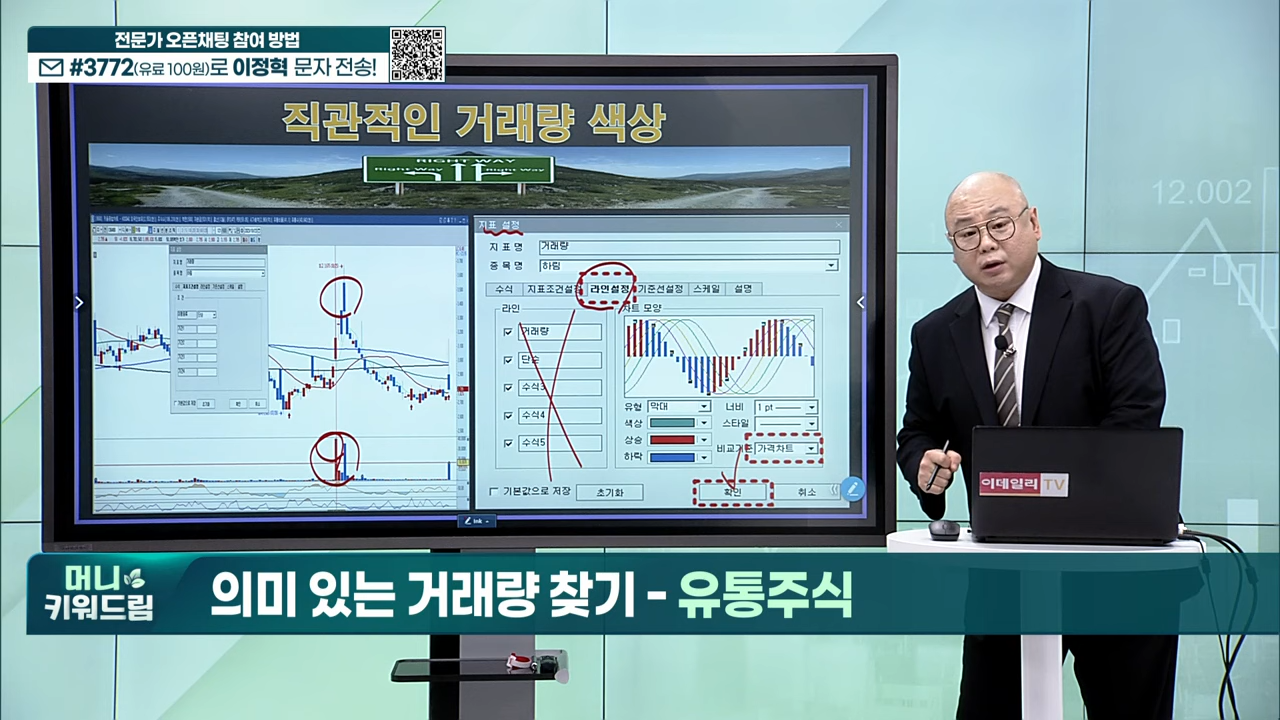 전문가 오픈채팅 참여 방법
#3772(유료 100원)로 이정혁 문자 전송!
직관적인 거래량 색상
RIGHT WAY
Right Way
Right Way
12.002
지표 설정
지 표 명 거래량
종 목 명 하림
수식 지표조건설정 라인설정 기준선설정 스케일 설명
라인
차트 모양
거래량
단순
수식3
수식4
수식5
유형 막대 너비 1 pt
색상 스타일
상승
비교기준 가격차트
하락
기본값으로 저장 초기화 확인 취소
Ink
이데일리 TV
머니
키워드림
의미 있는 거래량 찾기 - 유통주식